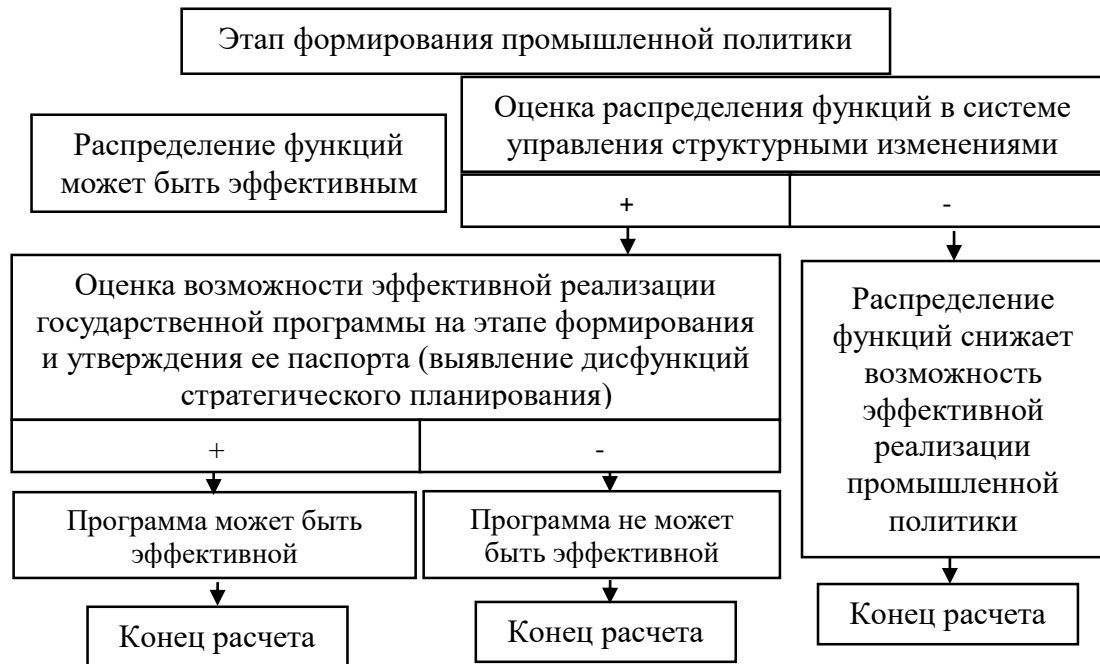 Этап формирования промышленной политики
Оценка распределения функций в системе
управления структурными изменениями
Распределение функций
может быть эффективным
+
-
Оценка возможности эффективной реализации
государственной программы на этапе формирования
и утверждения ее паспорта (выявление дисфункций
стратегического планирования)
Распределение
функций снижает
возможность
эффективной
реализации
промышленной
политики
+
-
Программа может быть
эффективной
Программа не может
быть эффективной
Конец расчета
Конец расчета
Конец расчета